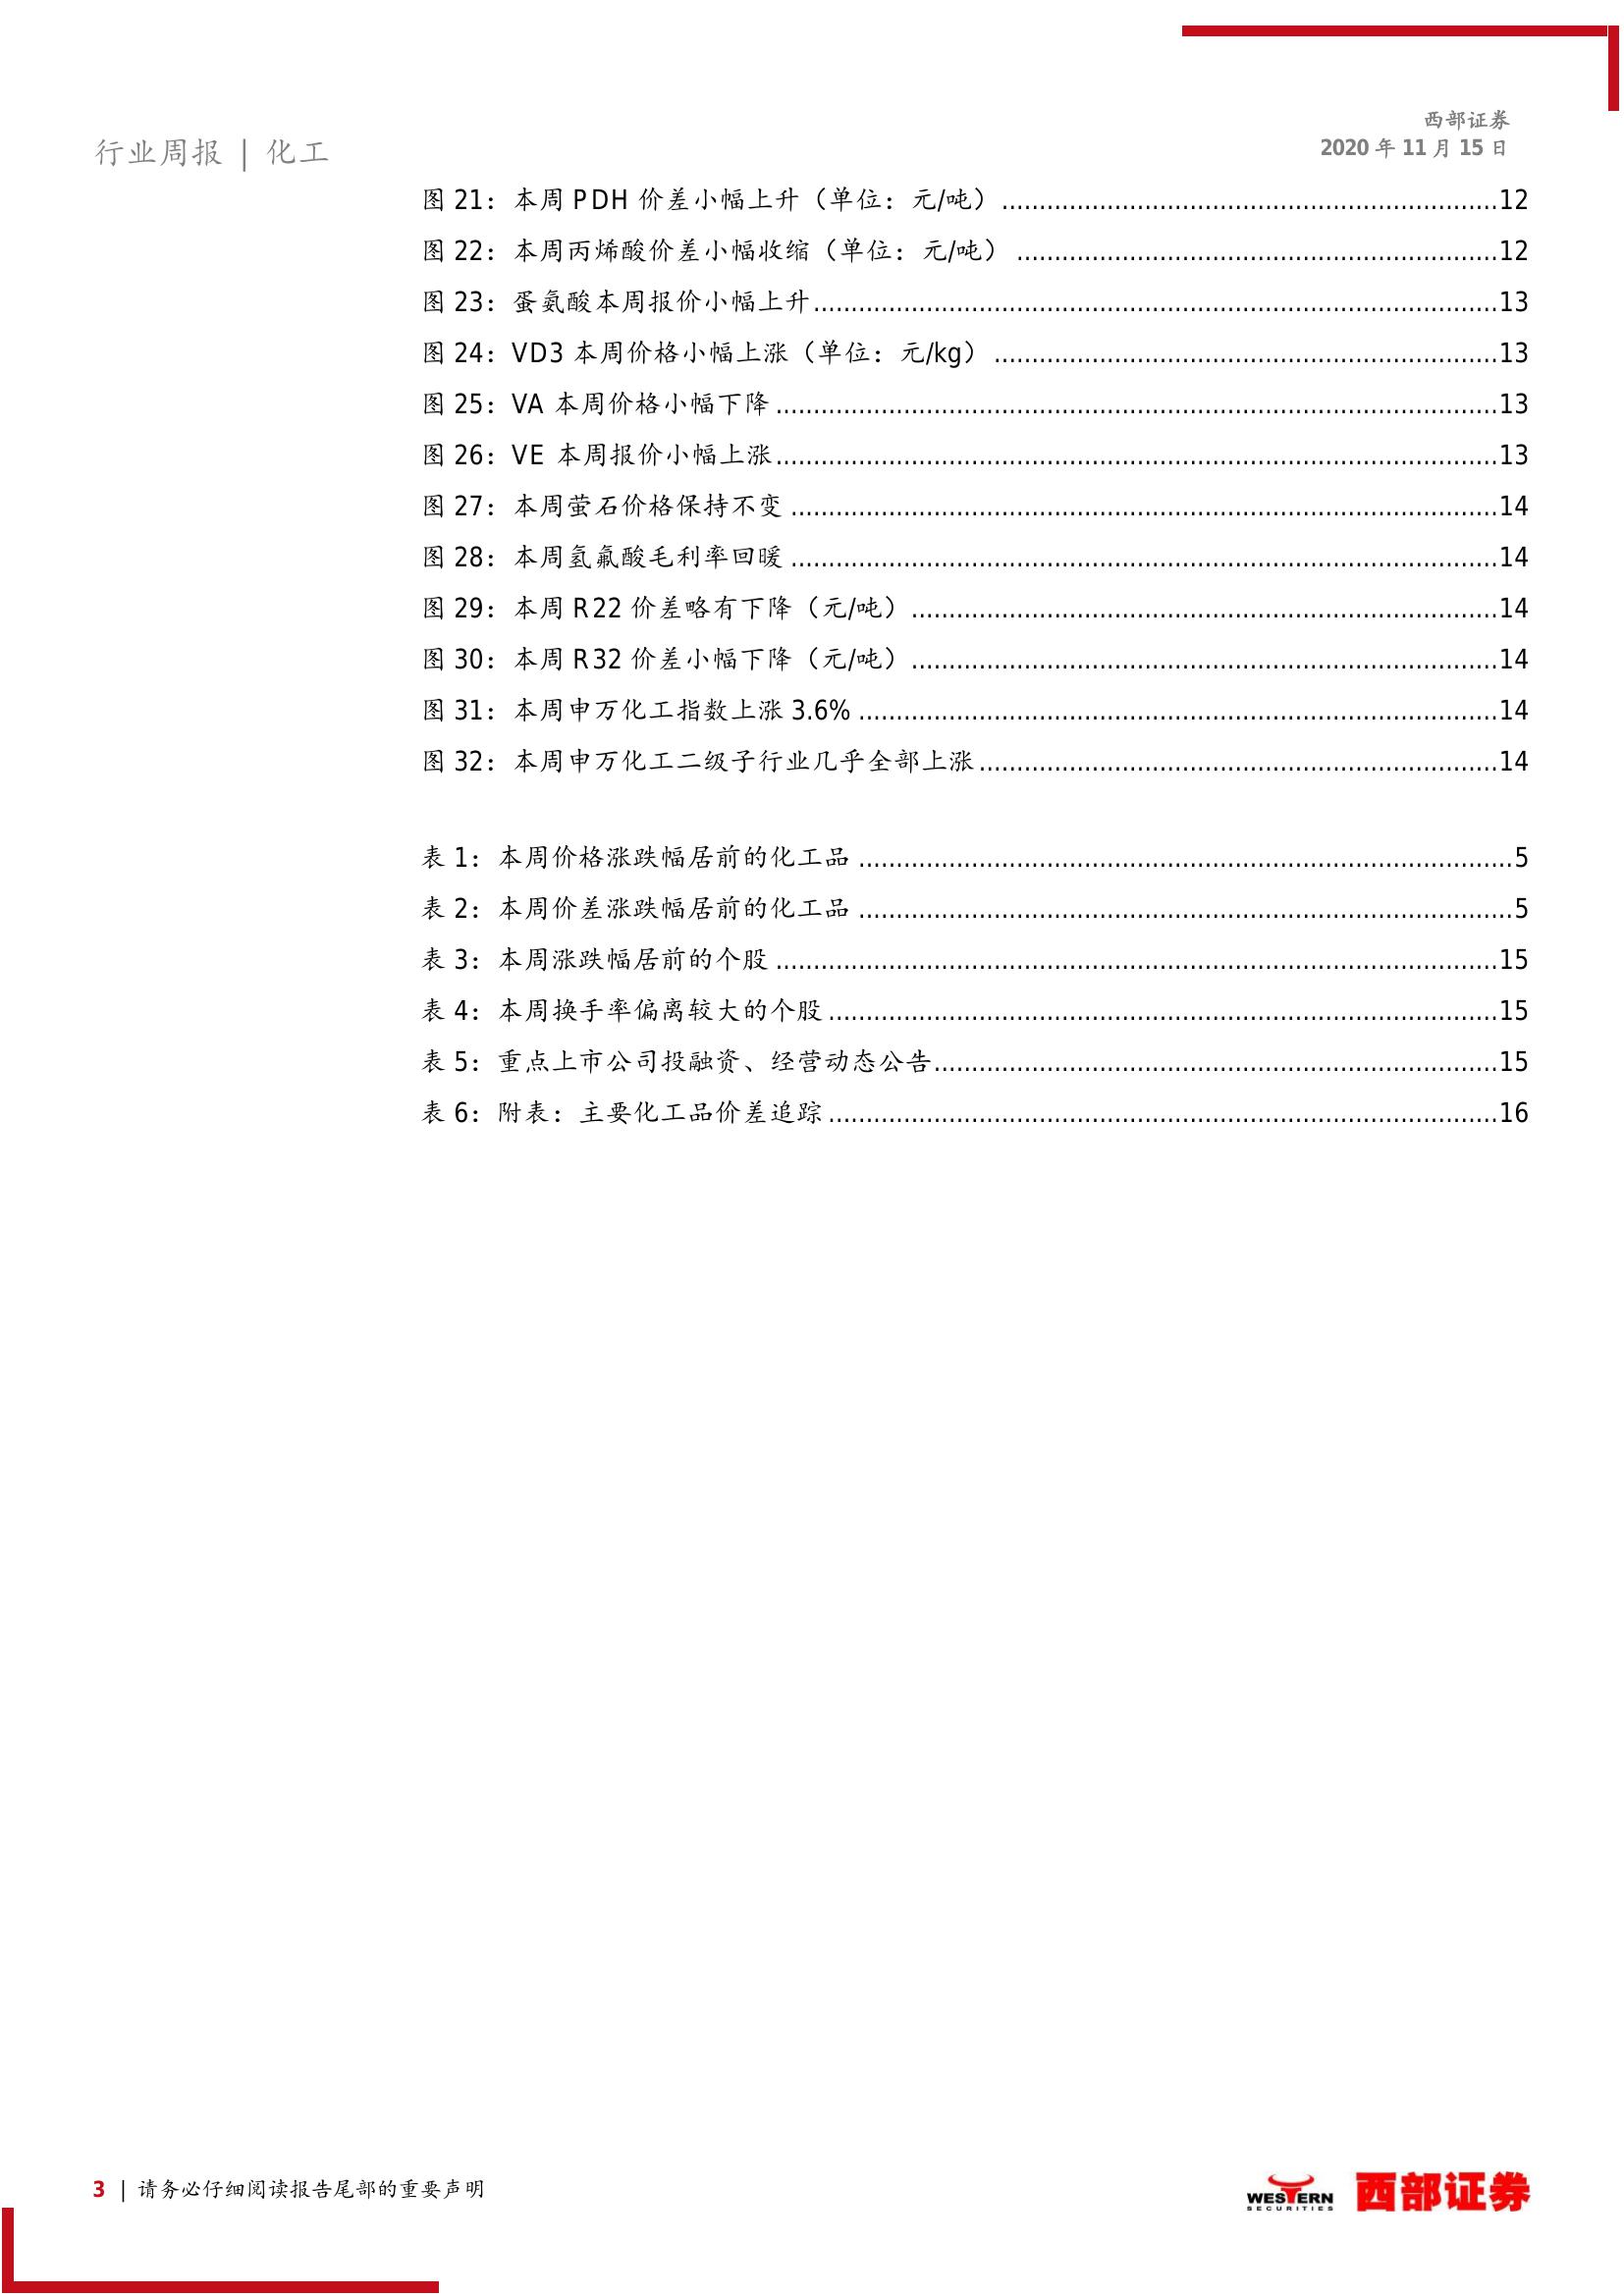 西部证券
行业周报 | 化工
2020 年 11 月 15 日
图 21：本周 PDH 价差小幅上升（单位：元/吨）....................12
图 22：本周丙烯酸价差小幅收缩（单位：元/吨）....................12
图 23：蛋氨酸本周报价小幅上升....................13
图 24：VD3 本周价格小幅上涨（单位：元/kg）....................13
图 25：VA 本周价格小幅下降....................13
图 26：VE 本周报价小幅上涨....................13
图 27：本周萤石价格保持不变....................14
图 28：本周氢氟酸毛利率回暖....................14
图 29：本周 R22 价差略有下降（元/吨）....................14
图 30：本周 R32 价差小幅下降（元/吨）....................14
图 31：本周申万化工指数上涨 3.6%....................14
图 32：本周申万化工二级子行业几乎全部上涨....................14
表 1：本周价格涨跌幅居前的化工品....................5
表 2：本周价差涨跌幅居前的化工品....................5
表 3：本周涨跌幅居前的个股....................15
表 4：本周换手率偏离较大的个股....................15
表 5：重点上市公司投融资、经营动态公告....................15
表 6：附表：主要化工品价差追踪....................16
3 | 请务必仔细阅读报告尾部的重要声明
WESTERN
SECURITIES
西部证券